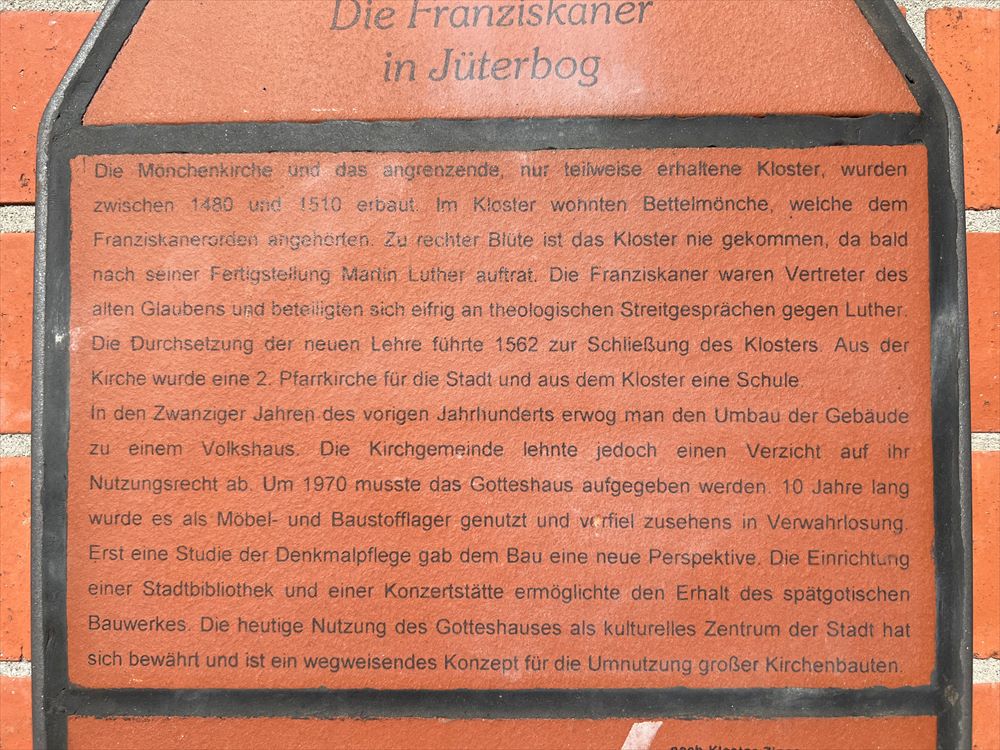 Die Franziskaner
in Jüterbog
Die Mönchenkirche und das angrenzende, nur teilweise erhaltene Kloster, wurden
zwischen 1480 und 1510 erbaut. Im Kloster wohnten Bettelmönche, welche dem
Franziskanerorden angehörten. Zu rechter Blüte ist das Kloster nie gekommen, da bald
nach seiner Fertigstellung Martin Luther auftrat. Die Franziskaner waren Vertreter des
alten Glaubens und beteiligten sich eifrig an theologischen Streitgesprächen gegen Luther.
Die Durchsetzung der neuen Lehre führte 1562 zur Schließung des Klosters. Aus der
Kirche wurde eine 2. Pfarrkirche für die Stadt und aus dem Kloster eine Schule.
In den Zwanziger Jahren des vorigen Jahrhunderts erwog man den Umbau der Gebäude
zu einem Volkshaus. Die Kirchgemeinde lehnte jedoch einen Verzicht auf ihr
Nutzungsrecht ab. Um 1970 musste das Gotteshaus aufgegeben werden. 10 Jahre lang
wurde es als Möbel- und Baustofflager genutzt und verfiel zusehens in Verwahrlosung.
Erst eine Studie der Denkmalpflege gab dem Bau eine neue Perspektive. Die Einrichtung
einer Stadtbibliothek und einer Konzertstätte ermöglichte den Erhalt des spätgotischen
Bauwerkes. Die heutige Nutzung des Gotteshauses als kulturelles Zentrum der Stadt hat
sich bewährt und ist ein wegweisendes Konzept für die Umnutzung großer Kirchenbauten.
nach Kloster